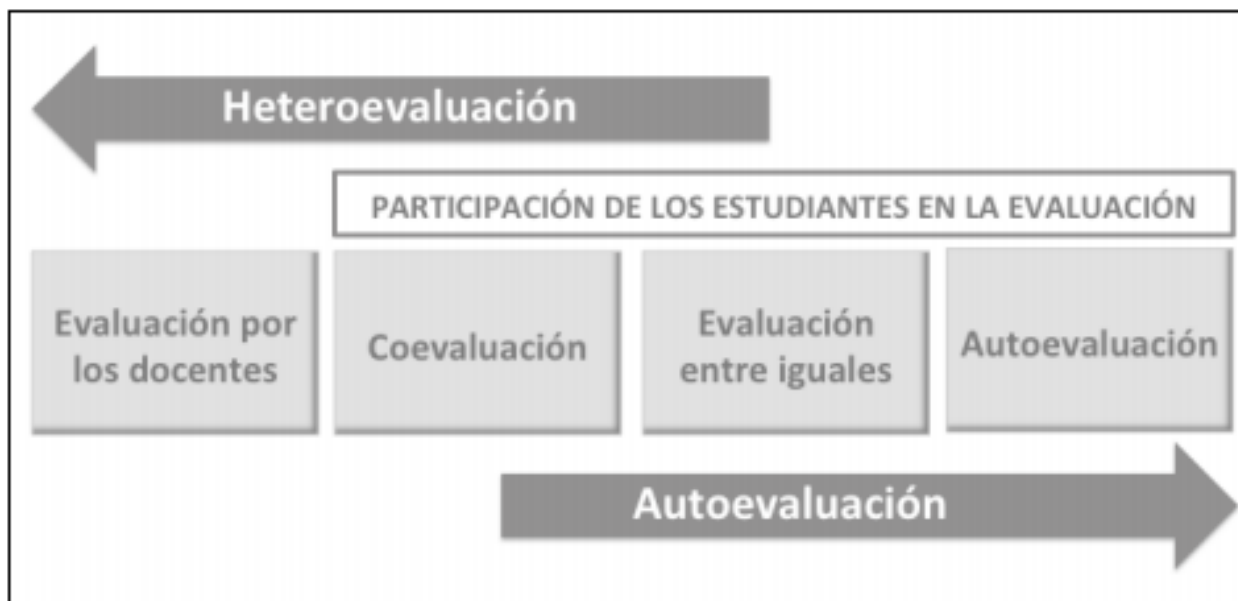 Heteroevaluación
PARTICIPACIÓN DE LOS ESTUDIANTES EN LA EVALUACIÓN
Evaluación por
los docentes
Coevaluación
Evaluación
entre iguales
Autoevaluación
Autoevaluación